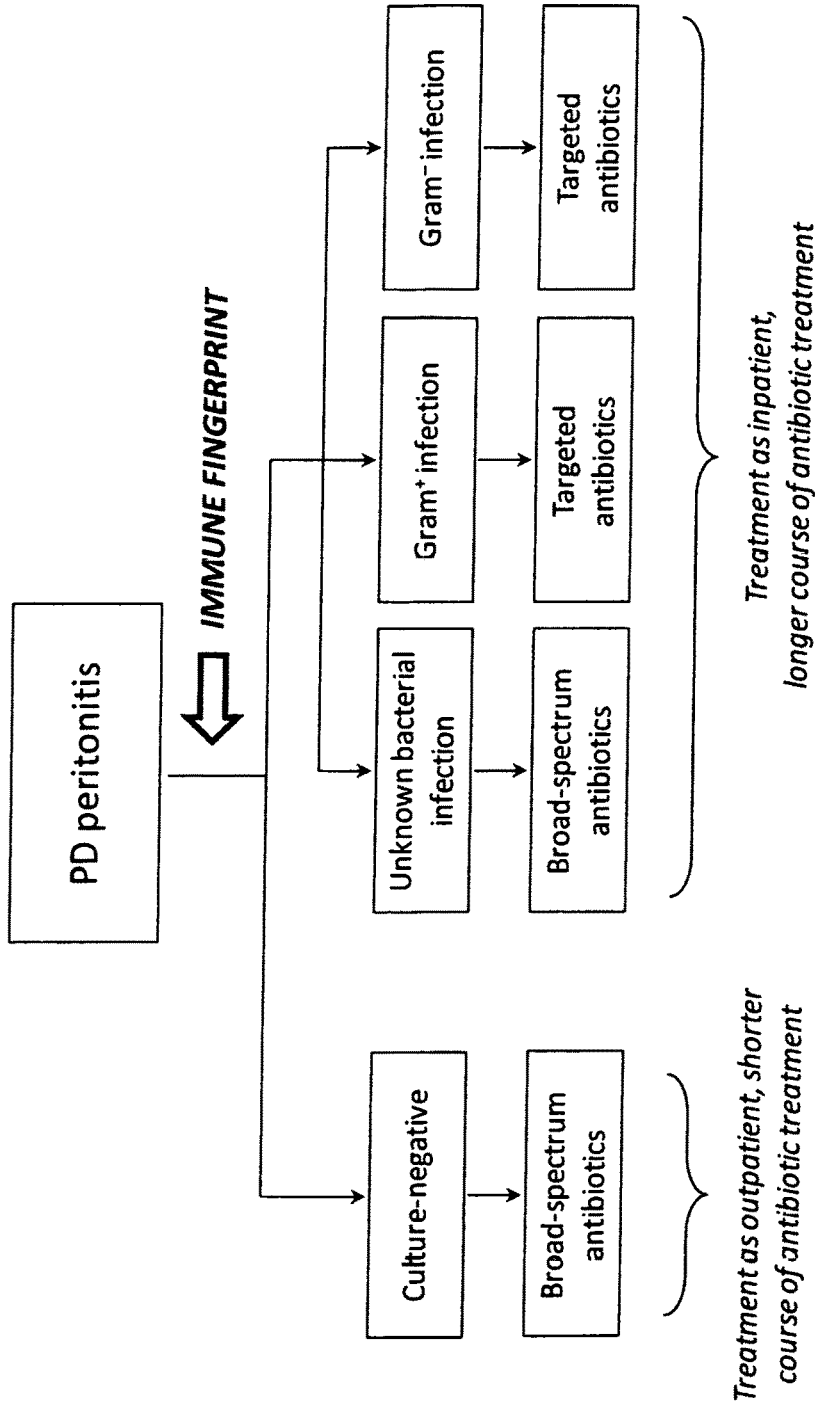 PD peritonitis
IMMUNE FINGERPRINT
Culture-negative
Unknown bacterial
infection
Gram⁺ infection
Gram⁻ infection
Broad-spectrum
antibiotics
Broad-spectrum
antibiotics
Targeted
antibiotics
Targeted
antibiotics
Treatment as outpatient, shorter
course of antibiotic treatment
Treatment as inpatient,
longer course of antibiotic treatment